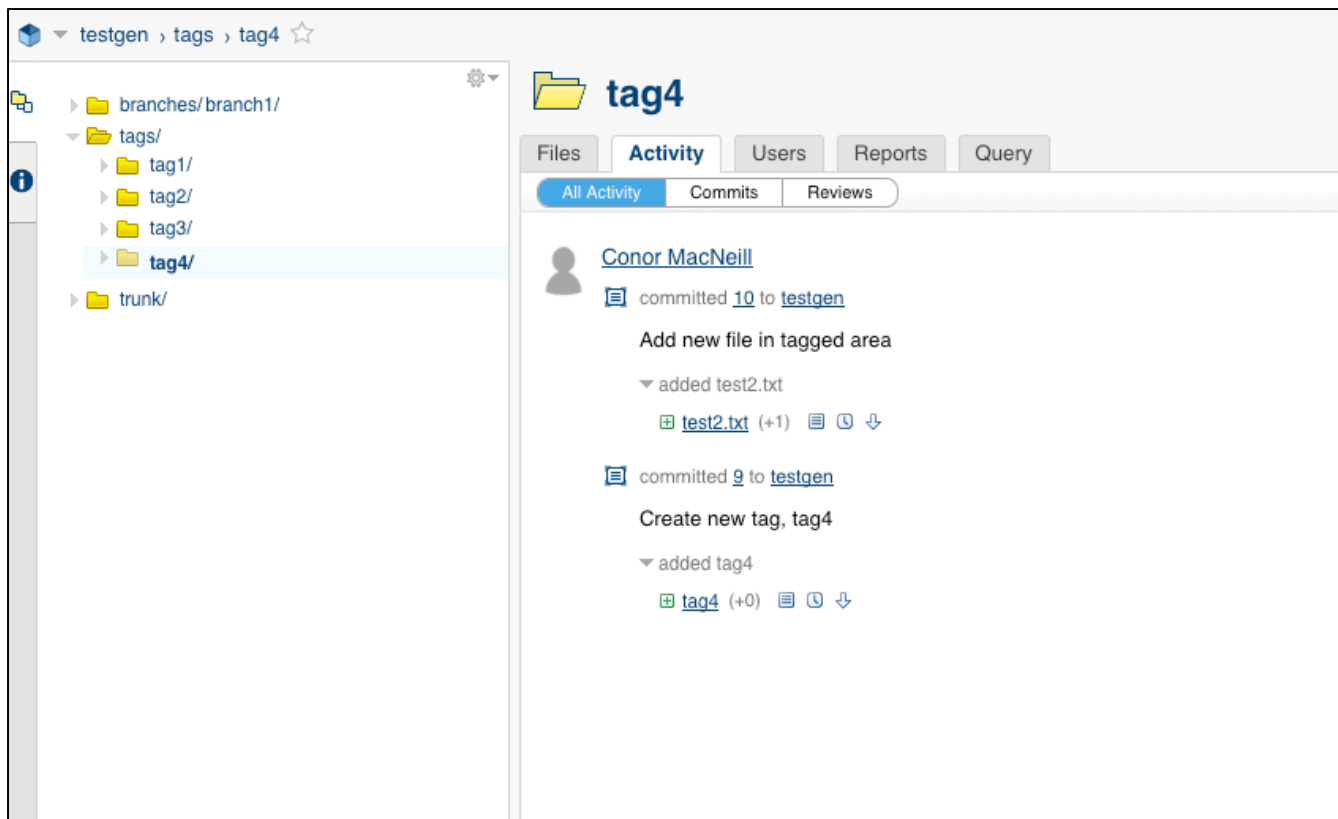 testgen › tags › tag4
branches/branch1/
tags/
tag1/
tag2/
tag3/
tag4/
trunk/
tag4
Files Activity Users Reports Query
All Activity Commits Reviews
Conor MacNeill
committed 10 to testgen
Add new file in tagged area
added test2.txt
test2.txt (+1)
committed 9 to testgen
Create new tag, tag4
added tag4
tag4 (+0)